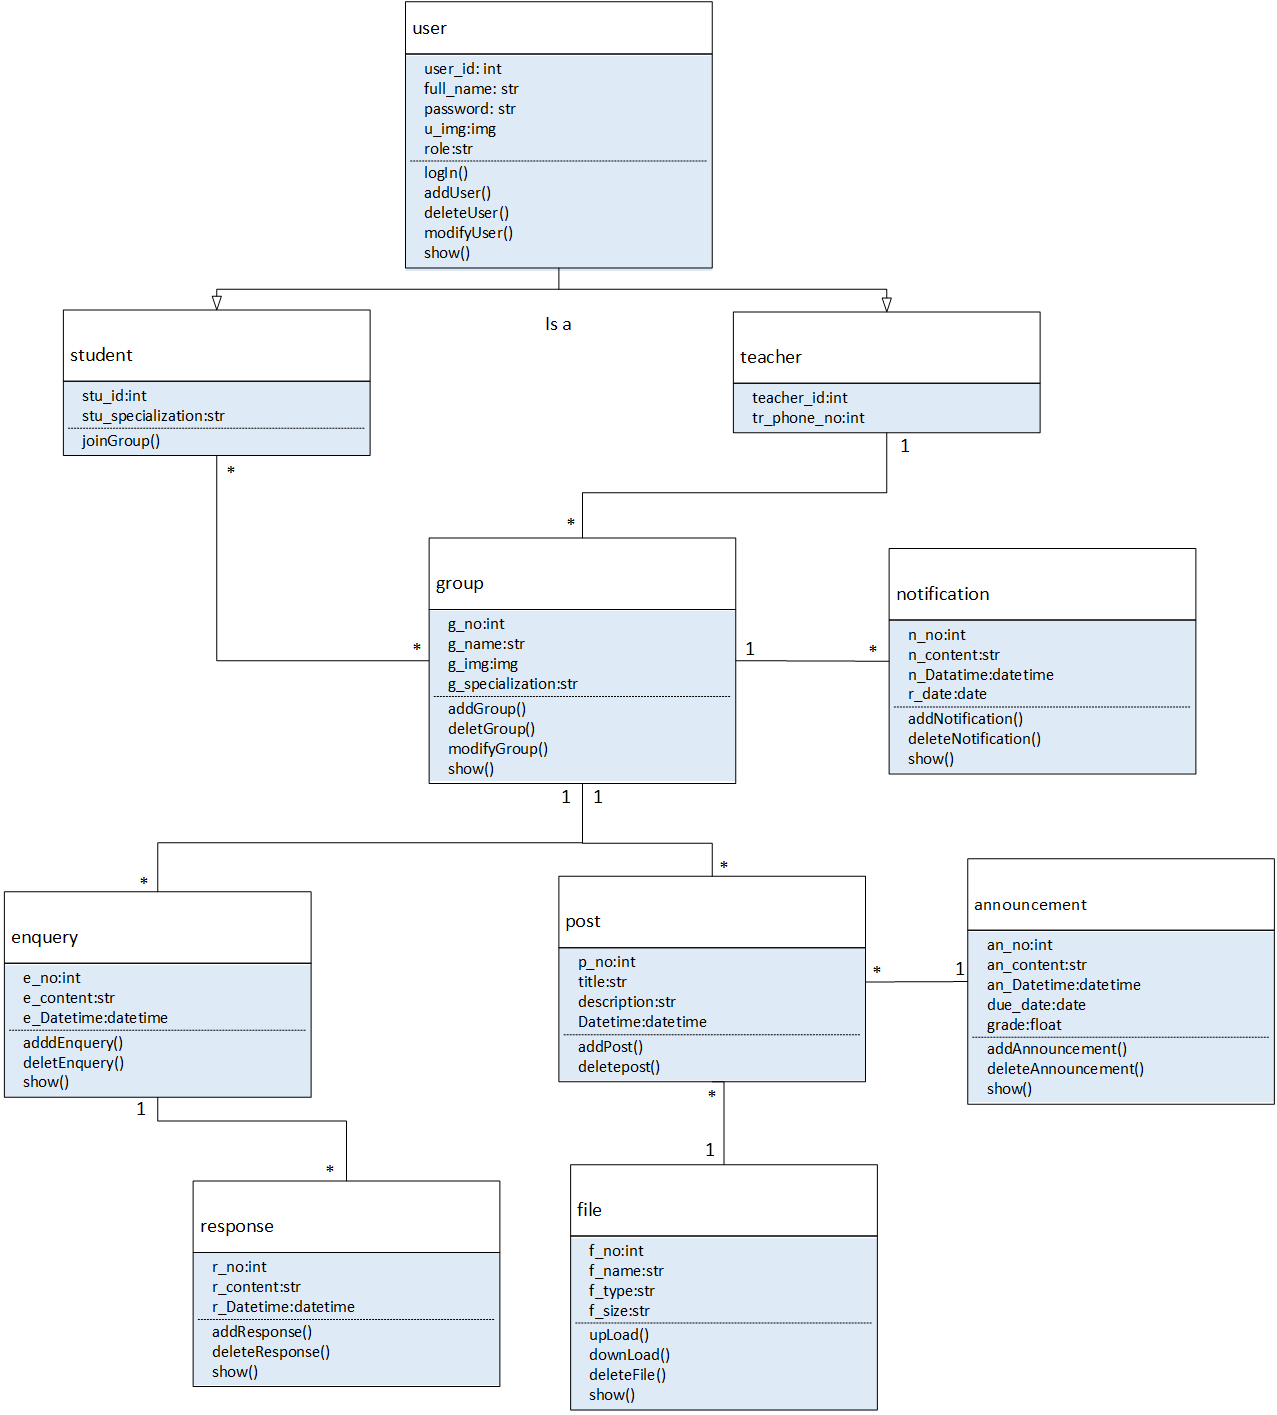 user
user_id: int
full_name: str
password: str
u_img:img
role:str
logIn()
addUser()
deleteUser()
modifyUser()
show()
Is a
student
stu_id:int
stu_specialization:str
joinGroup()
*
teacher
teacher_id:int
tr_phone_no:int
1
*
*
group
g_no:int
g_name:str
g_img:img
g_specialization:str
addGroup()
deletGroup()
modifyGroup()
show()
1
*
notification
n_no:int
n_content:str
n_Datatime:datetime
r_date:date
addNotification()
deleteNotification()
show()
1
1
*
*
enquery
e_no:int
e_content:str
e_Datetime:datetime
adddEnquery()
deletEnquery()
show()
1
*
post
p_no:int
title:str
description:str
Datetime:datetime
addPost()
deletepost()
*
1
announcement
an_no:int
an_content:str
an_Datetime:datetime
due_date:date
grade:float
addAnnouncement()
deleteAnnouncement()
show()
*
1
response
r_no:int
r_content:str
r_Datetime:datetime
addResponse()
deleteResponse()
show()
file
f_no:int
f_name:str
f_type:str
f_size:str
upLoad()
downLoad()
deleteFile()
show()